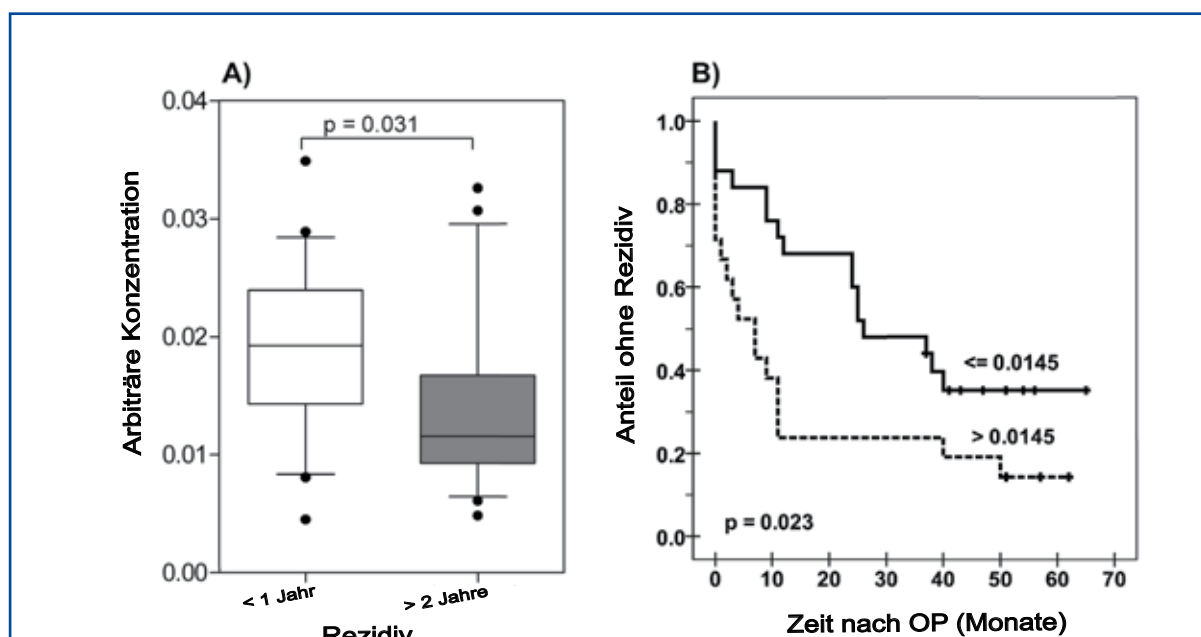 A)
Arbiträre Konzentration
0.04
0.03
0.02
0.01
0.00
p = 0.031
< 1 Jahr
> 2 Jahre
Rezidiv
B)
Anteil ohne Rezidiv
1.0
0.8
0.6
0.4
0.2
0.0
<= 0.0145
> 0.0145
p = 0.023
0 10 20 30 40 50 60 70
Zeit nach OP (Monate)